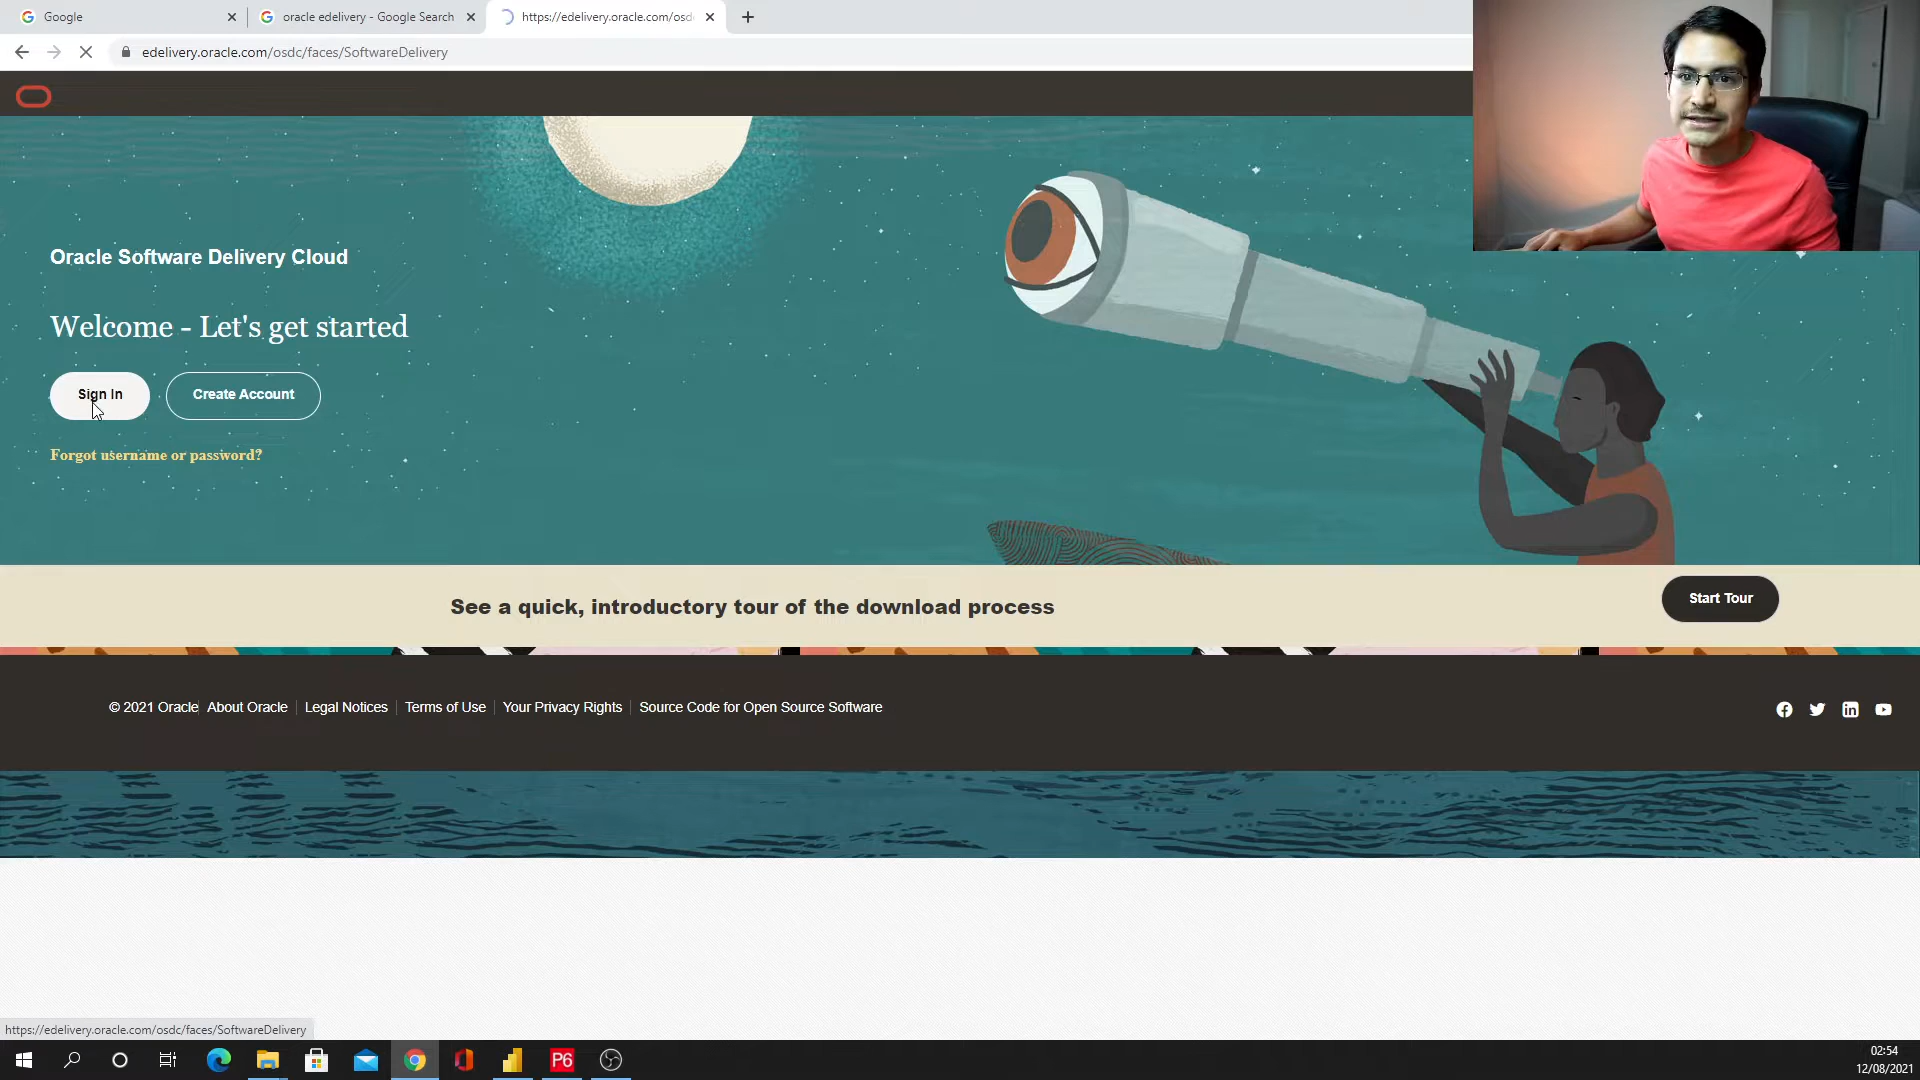 Google
oracle edelivery - Google Search
https://edelivery.oracle.com/osd
edelivery.oracle.com/osdc/faces/SoftwareDelivery
Oracle Software Delivery Cloud
Welcome - Let's get started
Sign In
Create Account
Forgot username or password?
See a quick, introductory tour of the download process
Start Tour
© 2021 Oracle
About Oracle
Legal Notices
Terms of Use
Your Privacy Rights
Source Code for Open Source Software
https://edelivery.oracle.com/osdc/faces/SoftwareDelivery
P6
02:54
12/08/2021